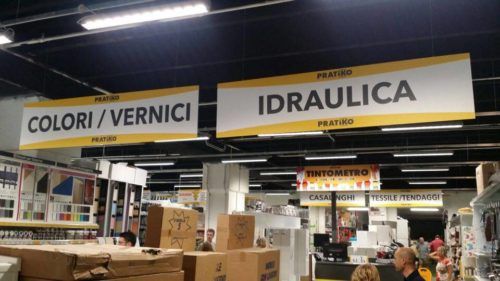 PRATIKO
COLORI / VERNICI
PRATIKO
PRATIKO
IDRAULICA
PRATIKO
TINTOMETRO
CASALINGHI
TESSILE/TENDAGGI